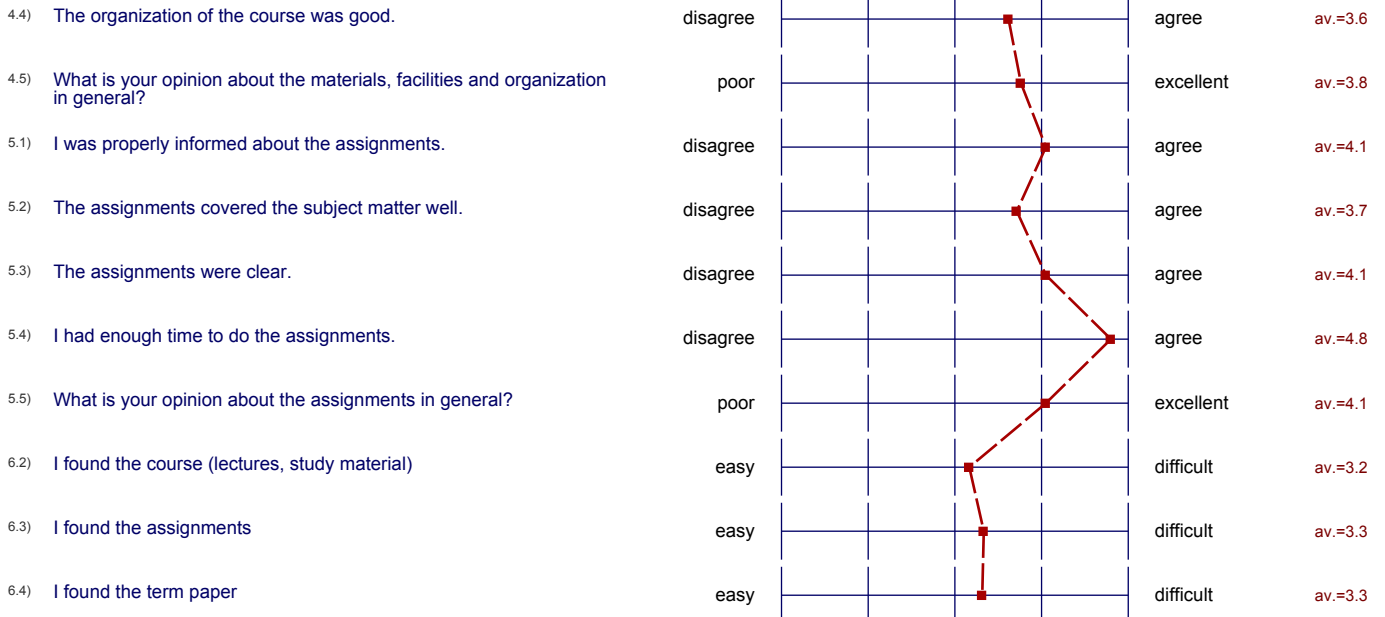 4.4) The organization of the course was good. disagree agree av.=3.6
4.5) What is your opinion about the materials, facilities and organization
in general? poor excellent av.=3.8
5.1) I was properly informed about the assignments. disagree agree av.=4.1
5.2) The assignments covered the subject matter well. disagree agree av.=3.7
5.3) The assignments were clear. disagree agree av.=4.1
5.4) I had enough time to do the assignments. disagree agree av.=4.8
5.5) What is your opinion about the assignments in general? poor excellent av.=4.1
6.2) I found the course (lectures, study material) easy difficult av.=3.2
6.3) I found the assignments easy difficult av.=3.3
6.4) I found the term paper easy difficult av.=3.3